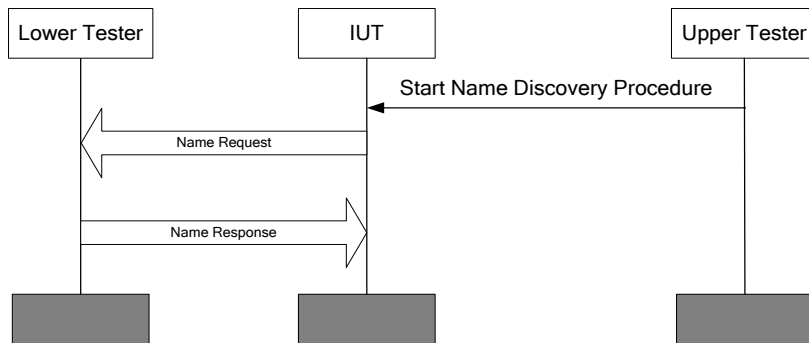 Lower Tester
IUT
Upper Tester
Start Name Discovery Procedure
Name Request
Name Response